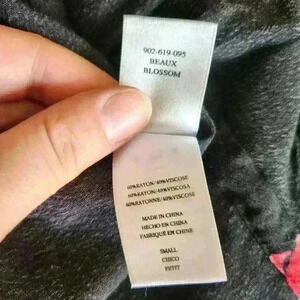 902-619-095
BEAUX
BLOSSOM
60%RAYON/40%VISCOSE
60%RAYON/40%VISCOSA
60%RAYONNE/40%VISCOSE
MADE IN CHINA
HECHO EN CHINA
FABRIQUÉ EN CHINE
SMALL
CHICO
PETIT